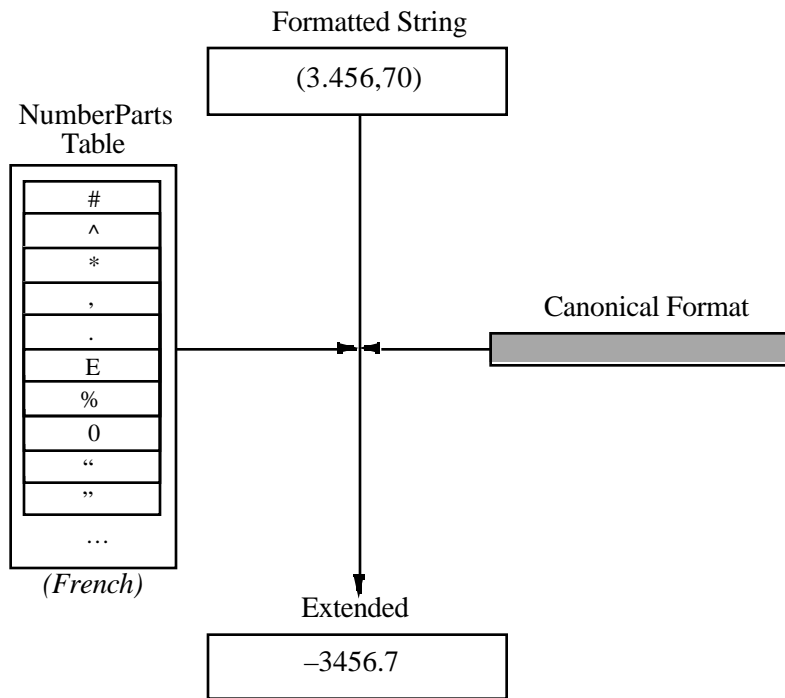 Formatted String
(3.456,70)
NumberParts
Table
#
^
*
,
.
E
%
0
“
”
…
(French)
Canonical Format
Extended
–3456.7